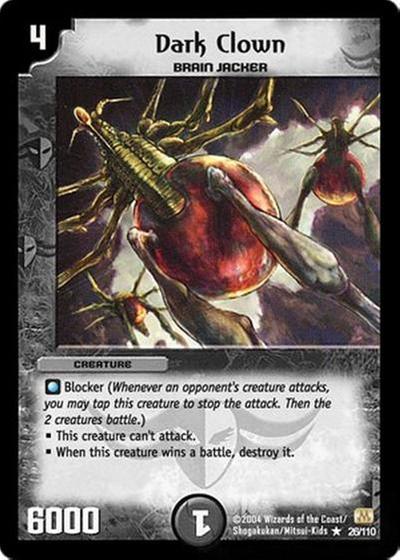 4
Dark Clown
BRAIN JACKER
CREATURE
Blocker (Whenever an opponent's creature attacks,
you may tap this creature to stop the attack. Then the
2 creatures battle.)
▪ This creature can't attack.
▪ When this creature wins a battle, destroy it.
6000
1
©2004 Wizards of the Coast/
Shogakukan/Mitsui-Kids ★ 26/110